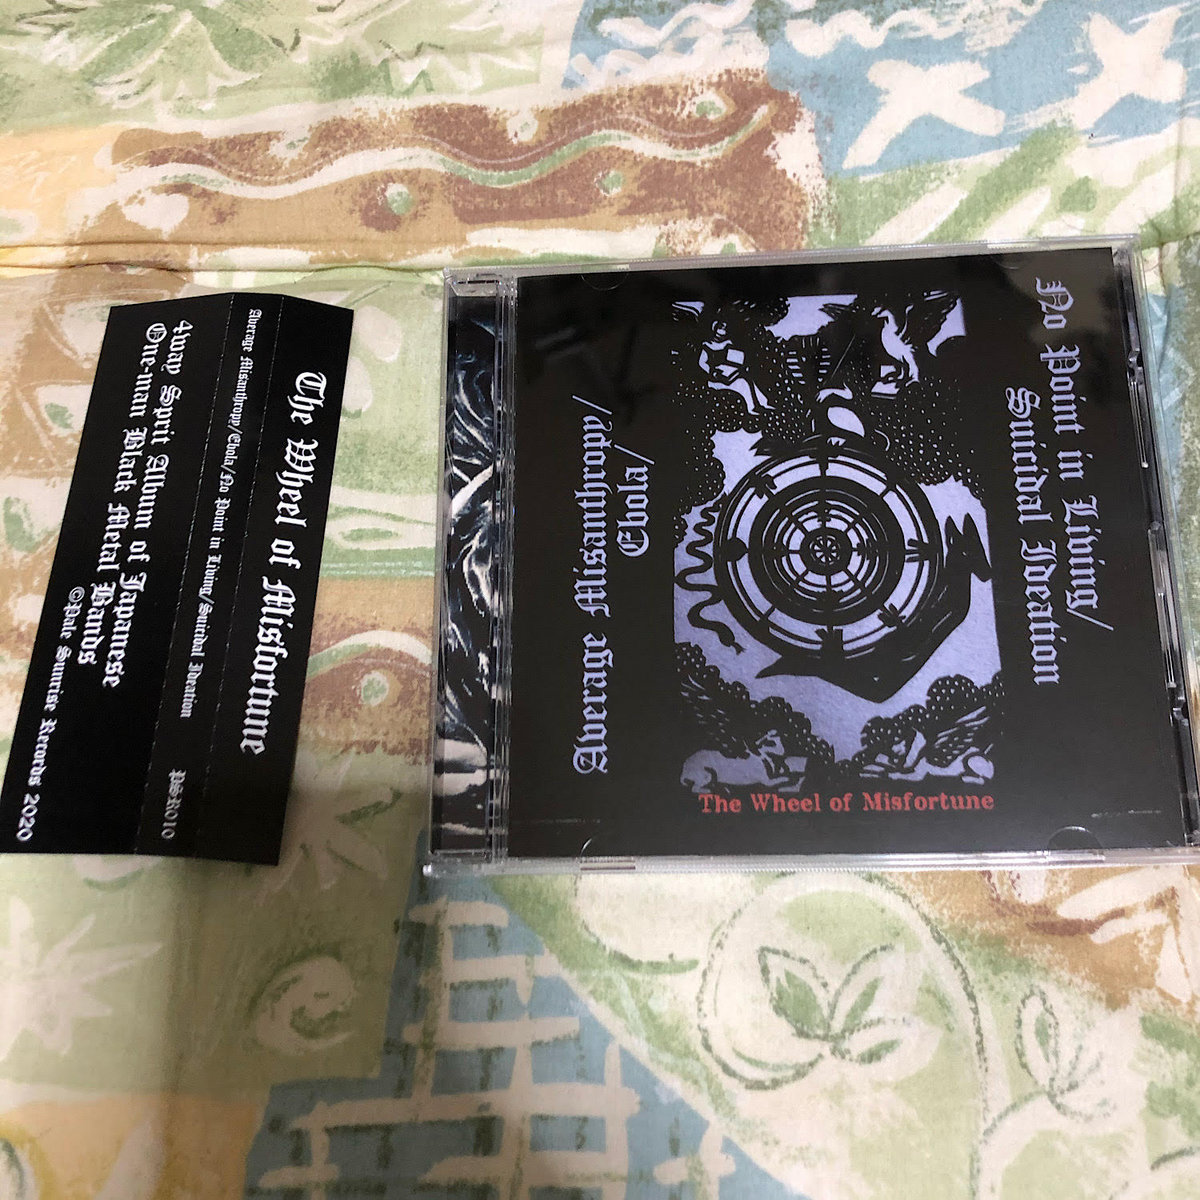 The Whel of Misfortune
Average Misanthropy/Ebola/No Point in Living/Suicidal Ideation
PSR010
4way Sprit Album of Japanese
One-man Black Metal Bands
©Pale Sunrise Records 2020
No Point in Living/
Suicidal Ideation
Average Misanthropy/
Ebola/
The Wheel of Misfortune